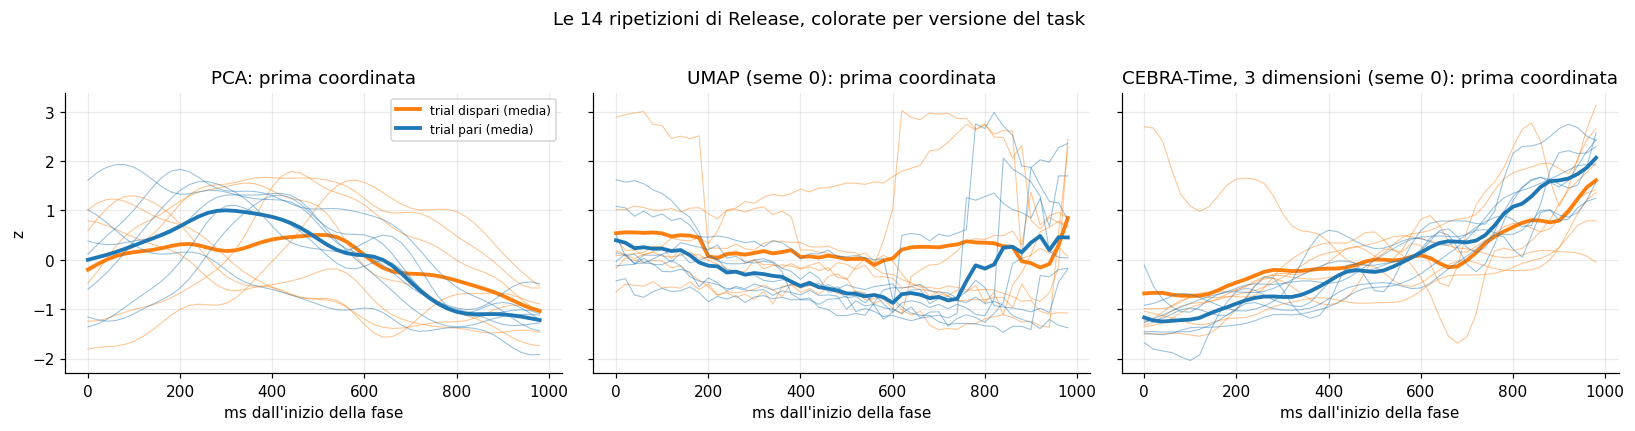 Le 14 ripetizioni di Release, colorate per versione del task
PCA: prima coordinata
UMAP (seme 0): prima coordinata
CEBRA-Time, 3 dimensioni (seme 0): prima coordinata
trial dispari (media)
trial pari (media)
z
3
2
1
0
−1
−2
0 200 400 600 800 1000
0 200 400 600 800 1000
0 200 400 600 800 1000
ms dall'inizio della fase
ms dall'inizio della fase
ms dall'inizio della fase